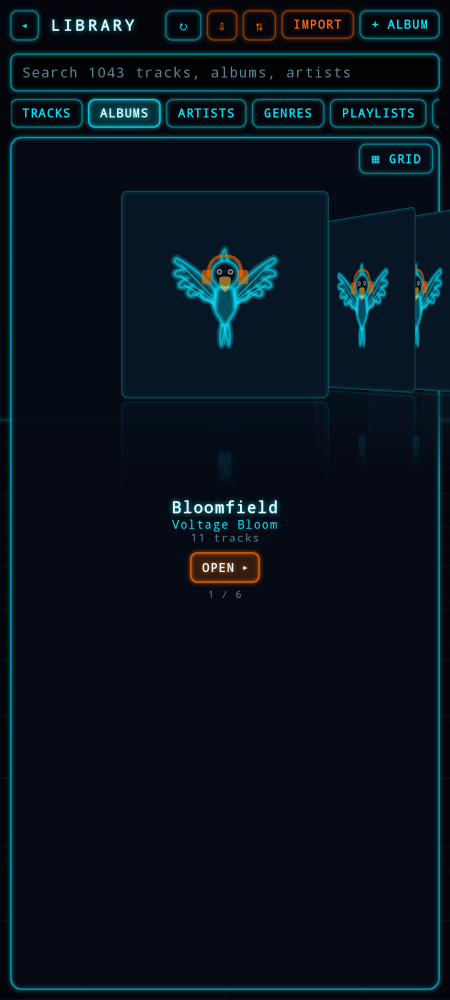 ◂ LIBRARY ↻ ⇩ ⇅ IMPORT + ALBUM
Search 1043 tracks, albums, artists
TRACKS ALBUMS ARTISTS GENRES PLAYLISTS
▦ GRID
Bloomfield
Voltage Bloom
11 tracks
OPEN ▸
1 / 6